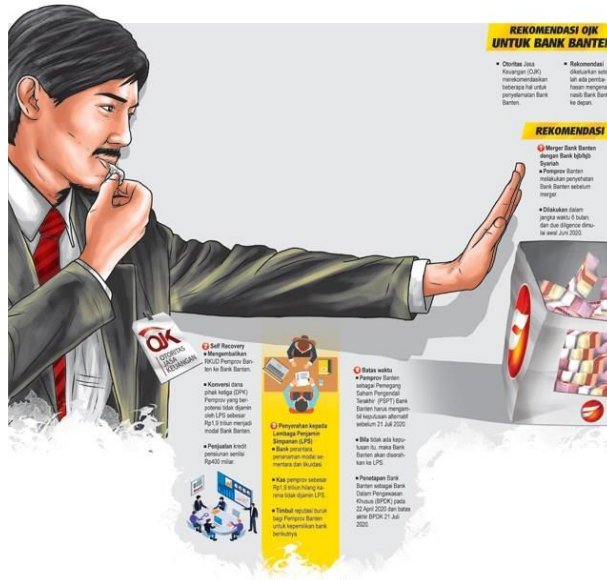 REKOMENDASI OJK
UNTUK BANK BANTEN
Otoritas Jasa
Keuangan (OJK)
merekomendasikan
beberapa hal untuk
penyelamatan Bank
Banten.
Rekomendasi
dikeluarkan sete
lah ada pemba-
hasan mengenai
nasib Bank Bant
ke depan.
REKOMENDASI
1 Merger Bank Banten
dengan Bank bjb/bjb
Syariah
Pemprov Banten
melakukan penyehatan
Bank Banten sebelum
merger.
Dilakukan dalam
jangka waktu 6 bulan,
dan due diligence dimu-
lai awal Juni 2020.
OJK
OTORITAS
JASA
KEUANGAN
2 Self Recovery
Mengembalikan
RKUD Pemprov Ban-
ten ke Bank Banten.
Konversi dana
pihak ketiga (DPK)
Pemprov yang ber-
potensi tidak dijamin
oleh LPS sebesar
Rp1,9 triliun menjadi
modal Bank Banten.
Penjualan kredit
pensiunan senilai
Rp400 miliar.
3 Penyerahan kepada
Lembaga Penjamin
Simpanan (LPS)
Bank perantara,
penanaman modal se-
mentara dan likuidasi.
Kas pemprov sebesar
Rp1,9 triliun hilang ka-
rena tidak dijamin LPS.
Timbul reputasi buruk
bagi Pemprov Banten
untuk kepemilikan bank
berikutnya.
4 Batas waktu
Pemprov Banten
sebagai Pemegang
Saham Pengendali
Terakhir (PSPT) Bank
Banten harus mengam-
bil keputusan alternatif
sebelum 21 Juli 2020.
Bila tidak ada kepu-
tusan itu, maka Bank
Banten akan diserah-
kan ke LPS.
Penetapan Bank
Banten sebagai Bank
Dalam Pengawasan
Khusus (BDPK) pada
22 April 2020 dan batas
akhir BPDK 21 Juli
2020.